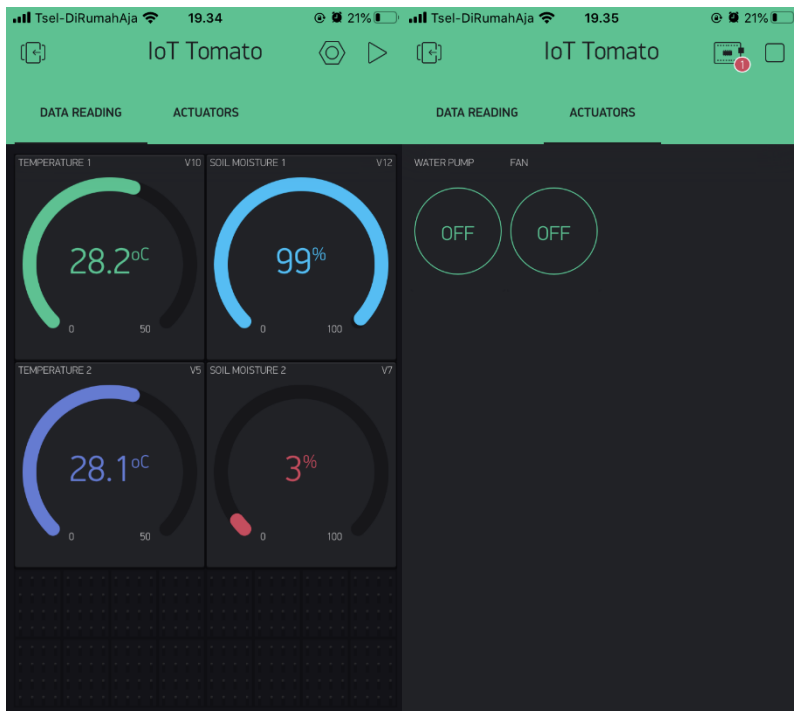 Tsel-DiRumahAja 19.34 21%
IoT Tomato
DATA READING ACTUATORS
TEMPERATURE 1 V10 SOIL MOISTURE 1 V12
28.2°C 99%
0 50 0 100
TEMPERATURE 2 V5 SOIL MOISTURE 2 V7
28.1°C 3%
0 50 0 100
Tsel-DiRumahAja 19.35 21%
IoT Tomato
1
DATA READING ACTUATORS
WATER PUMP FAN
OFF OFF